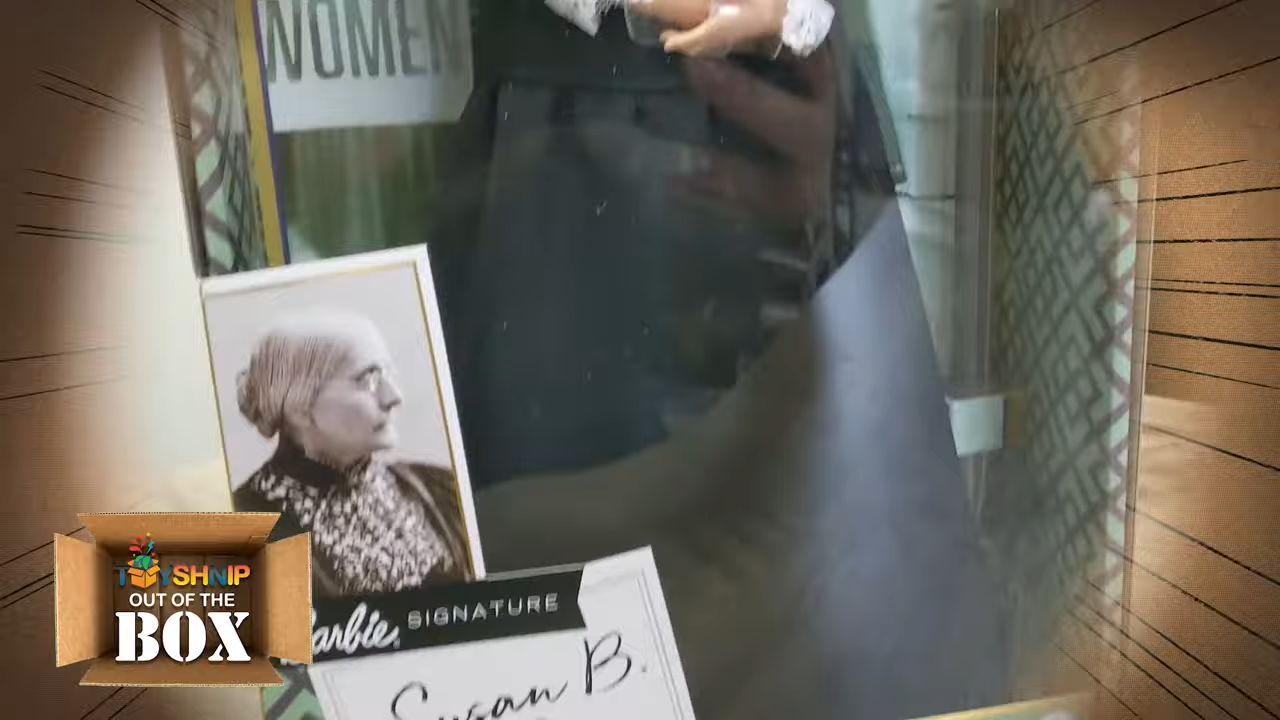 WOMEN
Barbie® SIGNATURE
Susan B.
TOYSHNIP
OUT OF THE
BOX